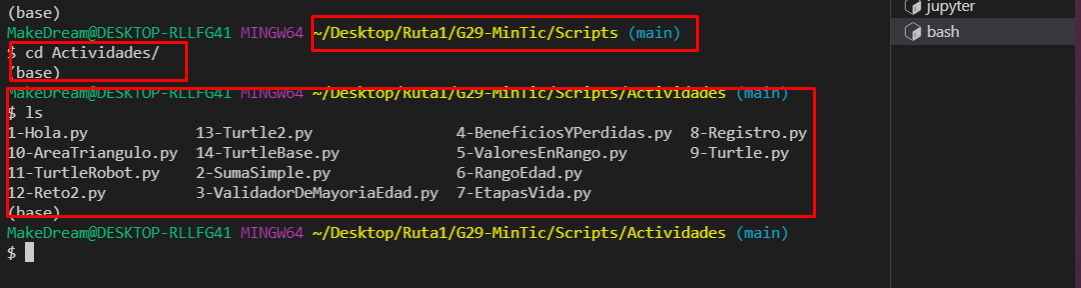 (base)
MakeDream@DESKTOP-RLLFG41 MINGW64 ~/Desktop/Ruta1/G29-MinTic/Scripts (main)
$ cd Actividades/
(base)
MakeDream@DESKTOP-RLLFG41 MINGW64 ~/Desktop/Ruta1/G29-MinTic/Scripts/Actividades (main)
$ ls
1-Hola.py 13-Turtle2.py 4-BeneficiosYPerdidas.py 8-Registro.py
10-AreaTriangulo.py 14-TurtleBase.py 5-ValoresEnRango.py 9-Turtle.py
11-TurtleRobot.py 2-SumaSimple.py 6-RangoEdad.py
12-Reto2.py 3-ValidadorDeMayoriaEdad.py 7-EtapasVida.py
(base)
MakeDream@DESKTOP-RLLFG41 MINGW64 ~/Desktop/Ruta1/G29-MinTic/Scripts/Actividades (main)
$
jupyter
bash